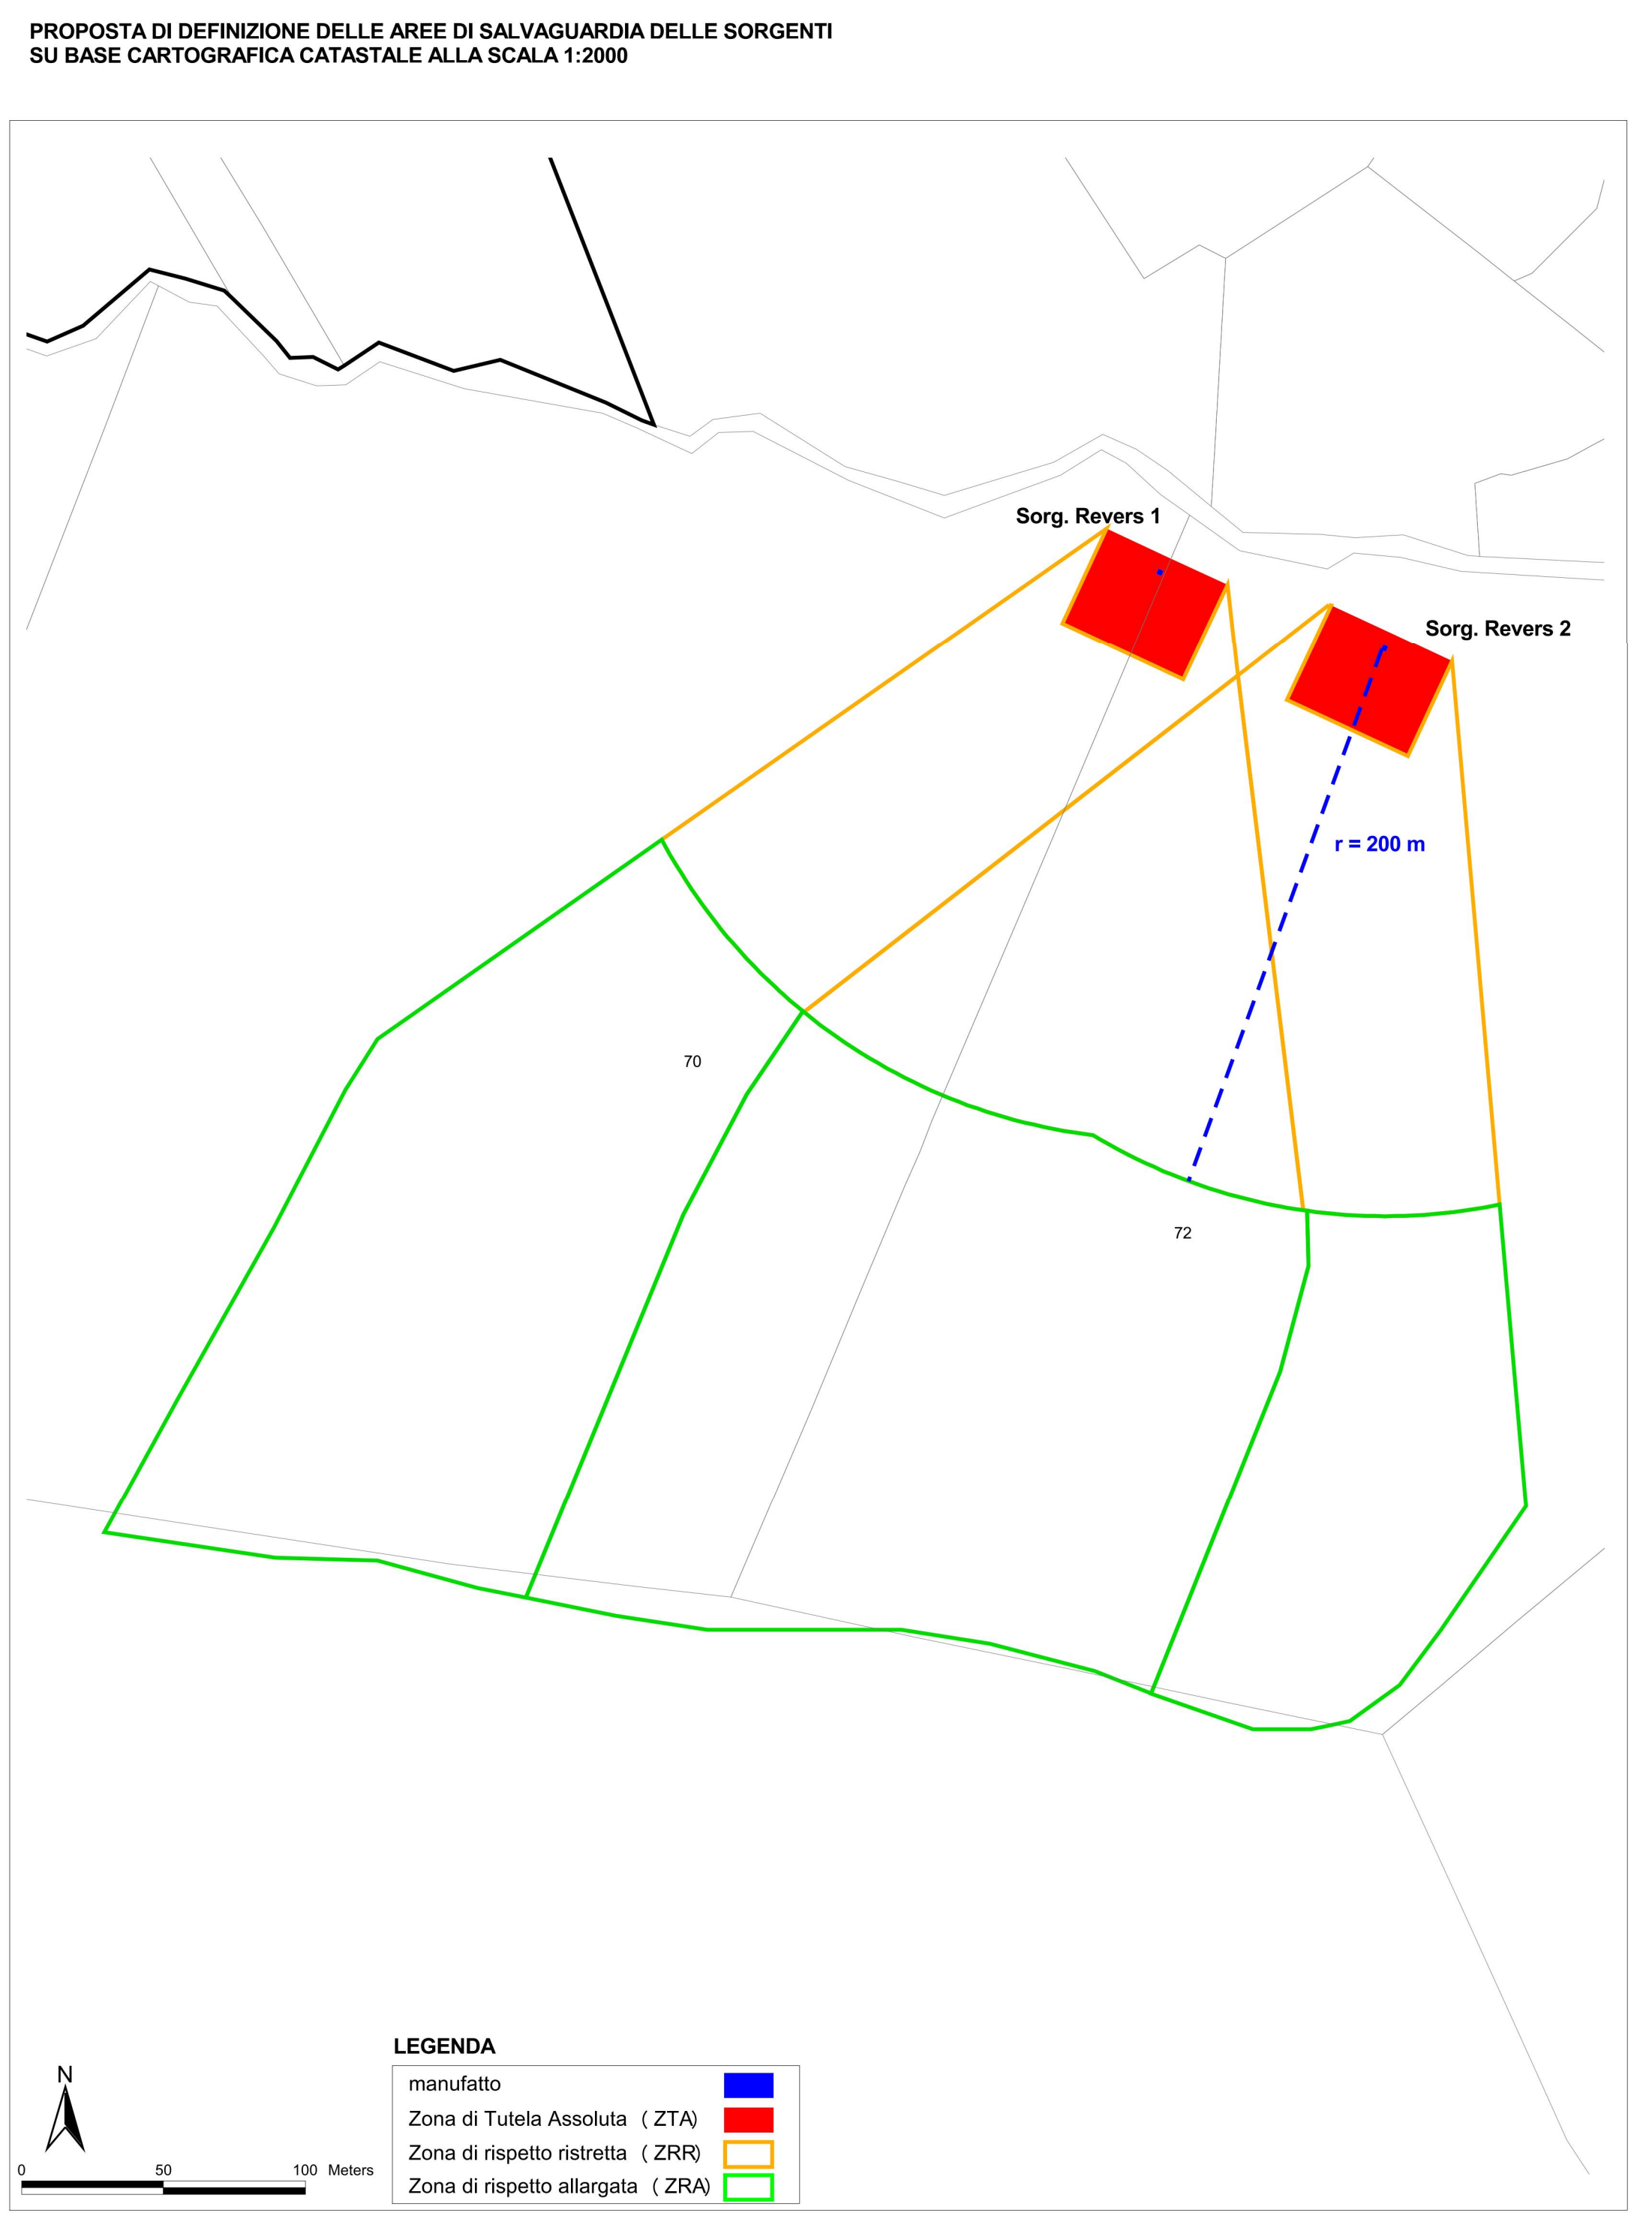 PROPOSTA DI DEFINIZIONE DELLE AREE DI SALVAGUARDIA DELLE SORGENTI
SU BASE CARTOGRAFICA CATASTALE ALLA SCALA 1:2000
Sorg. Revers 1
Sorg. Revers 2
r = 200 m
70
72
LEGENDA
manufatto
Zona di Tutela Assoluta ( ZTA)
Zona di rispetto ristretta ( ZRR)
Zona di rispetto allargata ( ZRA)
N
0 50 100 Meters